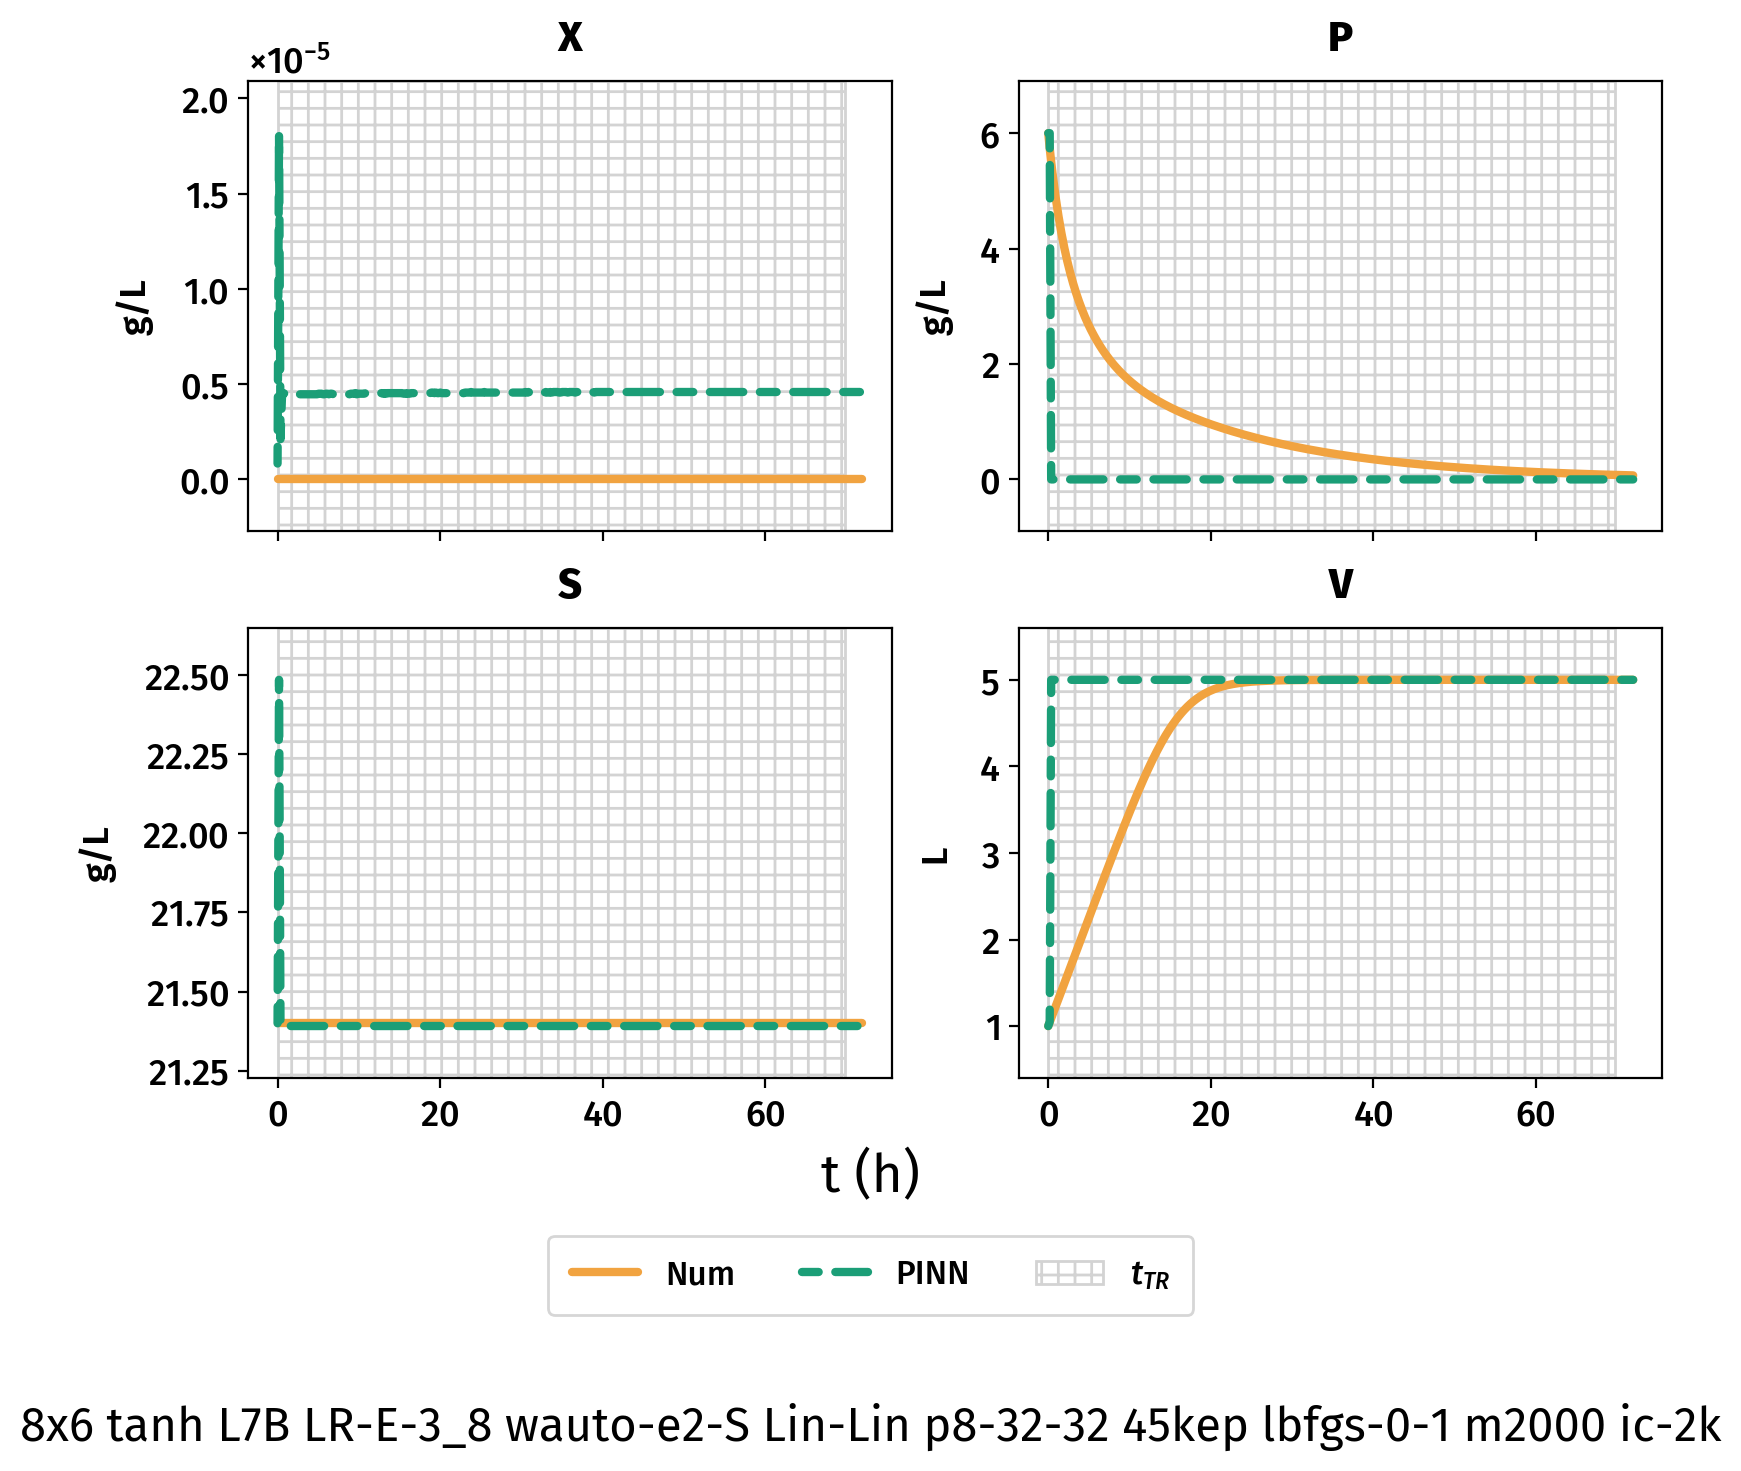 X
×10⁻⁵
g/L
2.0
1.5
1.0
0.5
0.0
P
g/L
6
4
2
0
S
g/L
22.50
22.25
22.00
21.75
21.50
21.25
0 20 40 60
V
L
5
4
3
2
1
0 20 40 60
t (h)
Num PINN t_TR
8x6 tanh L7B LR-E-3_8 wauto-e2-S Lin-Lin p8-32-32 45kep lbfgs-0-1 m2000 ic-2k